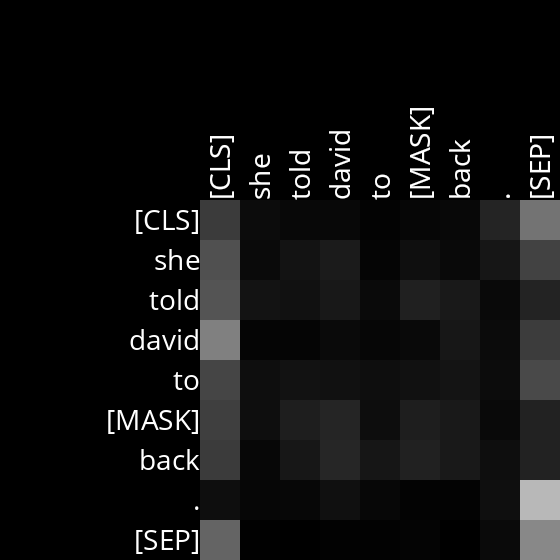 [CLS] she told david to [MASK] back . [SEP]
[CLS]
she
told
david
to
[MASK]
back
.
[SEP]